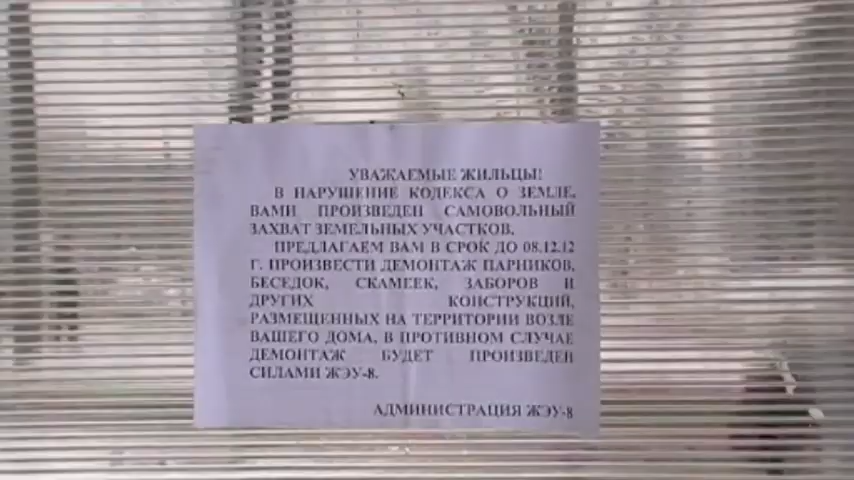 УВАЖАЕМЫЕ ЖИЛЬЦЫ!
В НАРУШЕНИЕ КОДЕКСА О ЗЕМЛЕ,
ВАМИ ПРОИЗВЕДЕН САМОВОЛЬНЫЙ
ЗАХВАТ ЗЕМЕЛЬНЫХ УЧАСТКОВ.
ПРЕДЛАГАЕМ ВАМ В СРОК ДО 08.12.12
Г. ПРОИЗВЕСТИ ДЕМОНТАЖ ПАРНИКОВ,
БЕСЕДОК, СКАМЕЕК, ЗАБОРОВ И
ДРУГИХ КОНСТРУКЦИЙ,
РАЗМЕЩЕННЫХ НА ТЕРРИТОРИИ ВОЗЛЕ
ВАШЕГО ДОМА, В ПРОТИВНОМ СЛУЧАЕ
ДЕМОНТАЖ БУДЕТ ПРОИЗВЕДЕН
СИЛАМИ ЖЭУ-8.
АДМИНИСТРАЦИЯ ЖЭУ-8